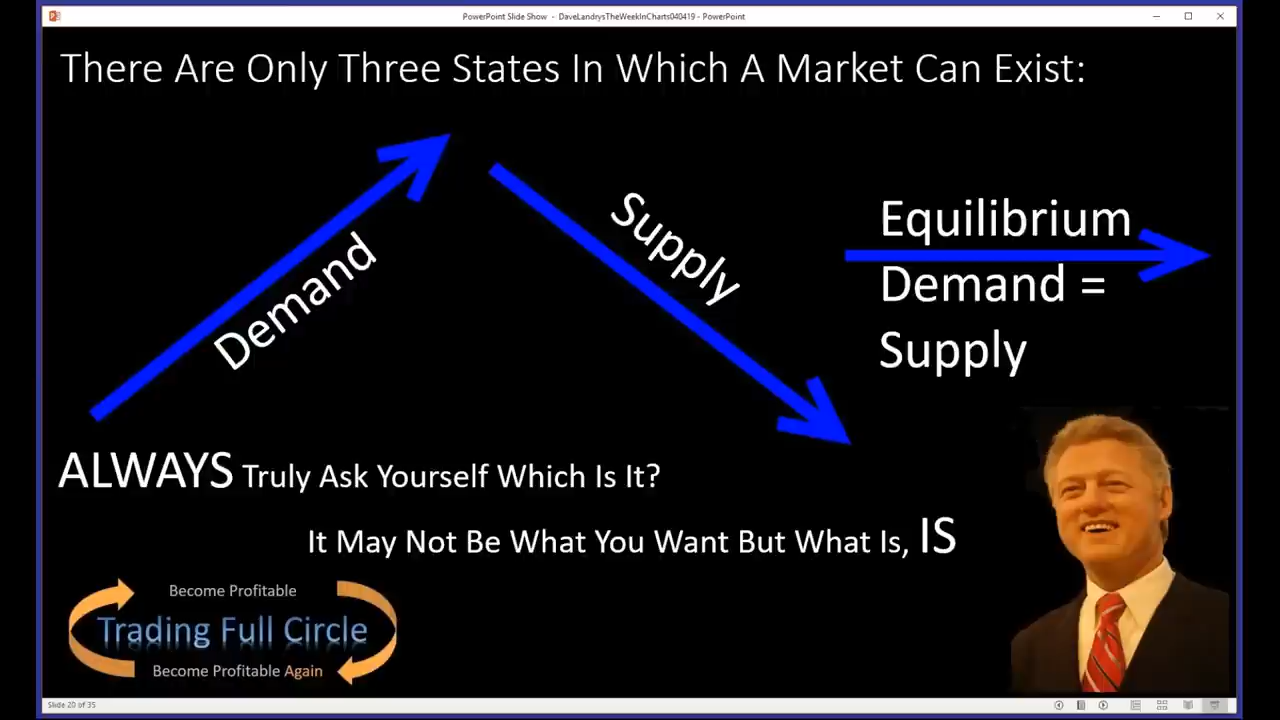 PowerPoint Slide Show - DaveLandrysTheWeekInCharts040419 - PowerPoint
There Are Only Three States In Which A Market Can Exist:
Demand
Supply
Equilibrium
Demand =
Supply
ALWAYS Truly Ask Yourself Which Is It?
It May Not Be What You Want But What Is, IS
Become Profitable
Trading Full Circle
Become Profitable Again
Slide 20 of 35